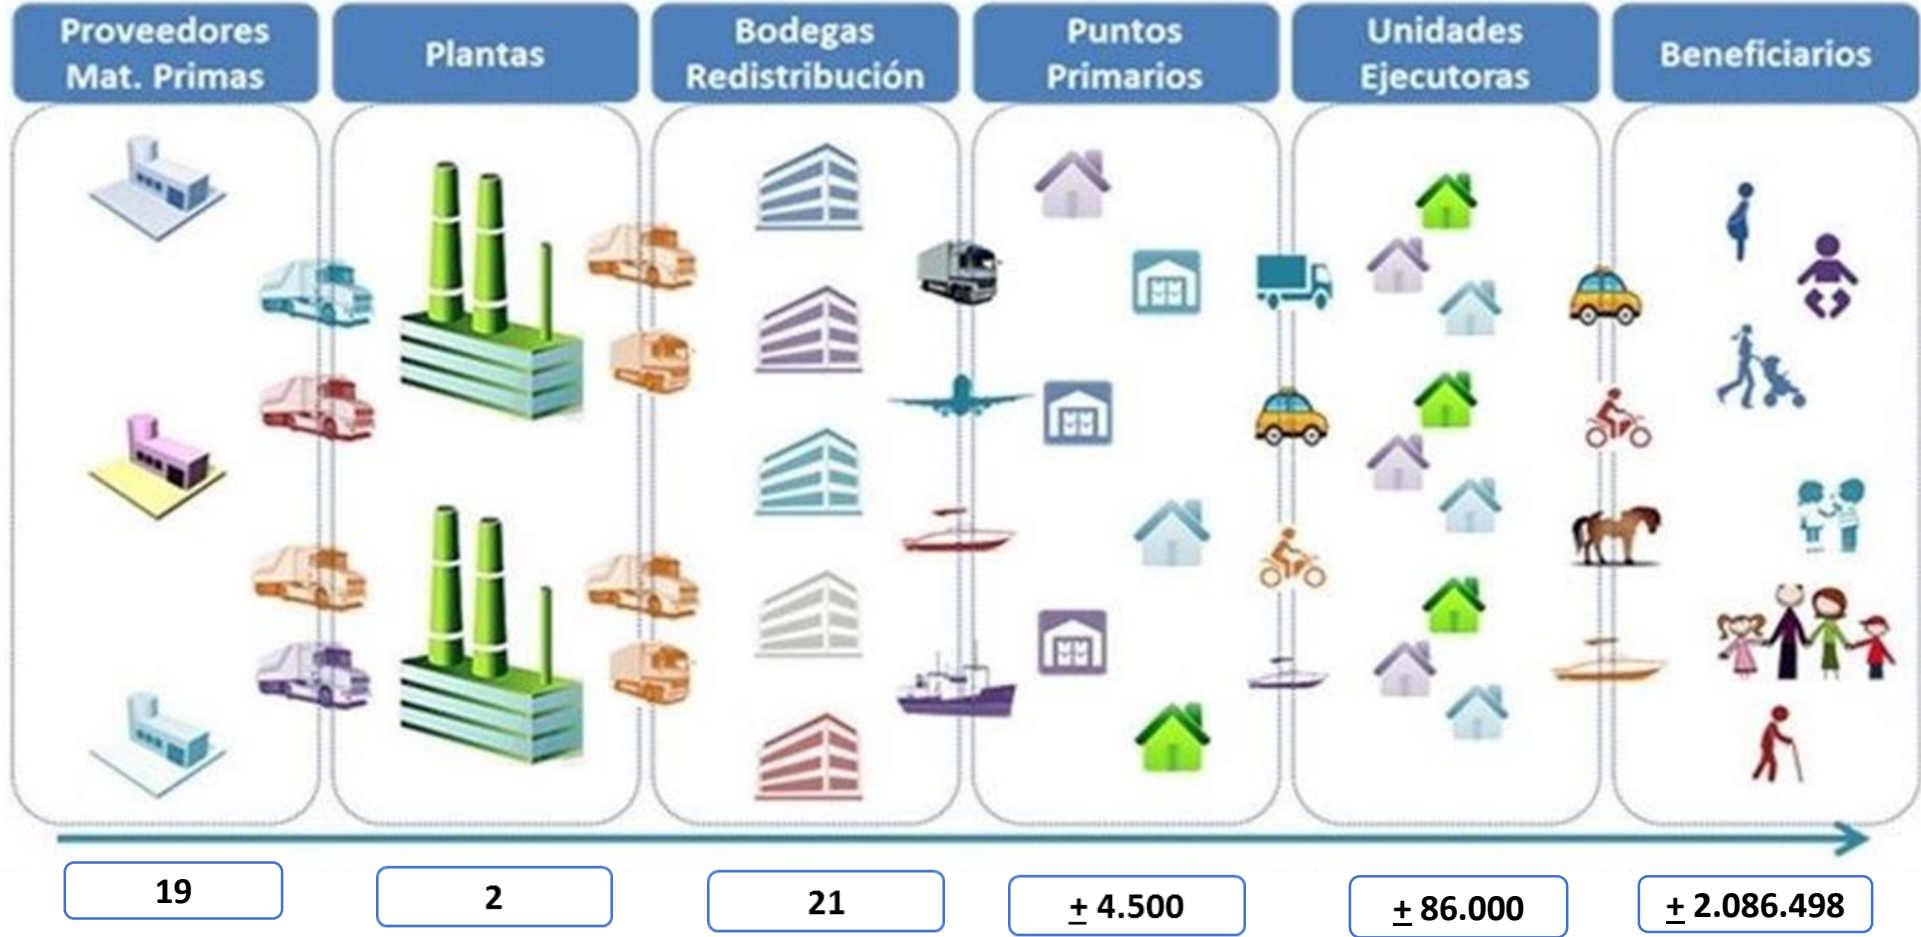 Proveedores
Mat. Primas
Plantas
Bodegas
Redistribución
Puntos
Primarios
Unidades
Ejecutoras
Beneficiarios
19
2
21
± 4.500
± 86.000
± 2.086.498